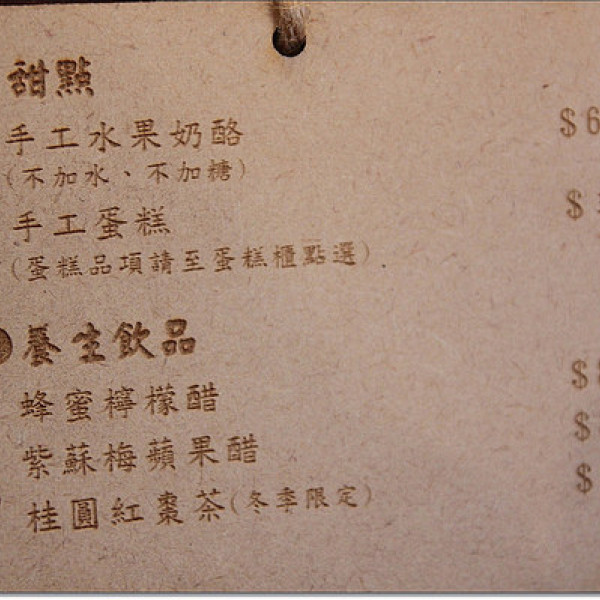 甜點
手工水果奶酪 $6
(不加水、不加糖)
手工蛋糕 $
(蛋糕品項請至蛋糕櫃點選)
養生飲品
蜂蜜檸檬醋 $
紫蘇梅蘋果醋 $
桂圓紅棗茶(冬季限定) $